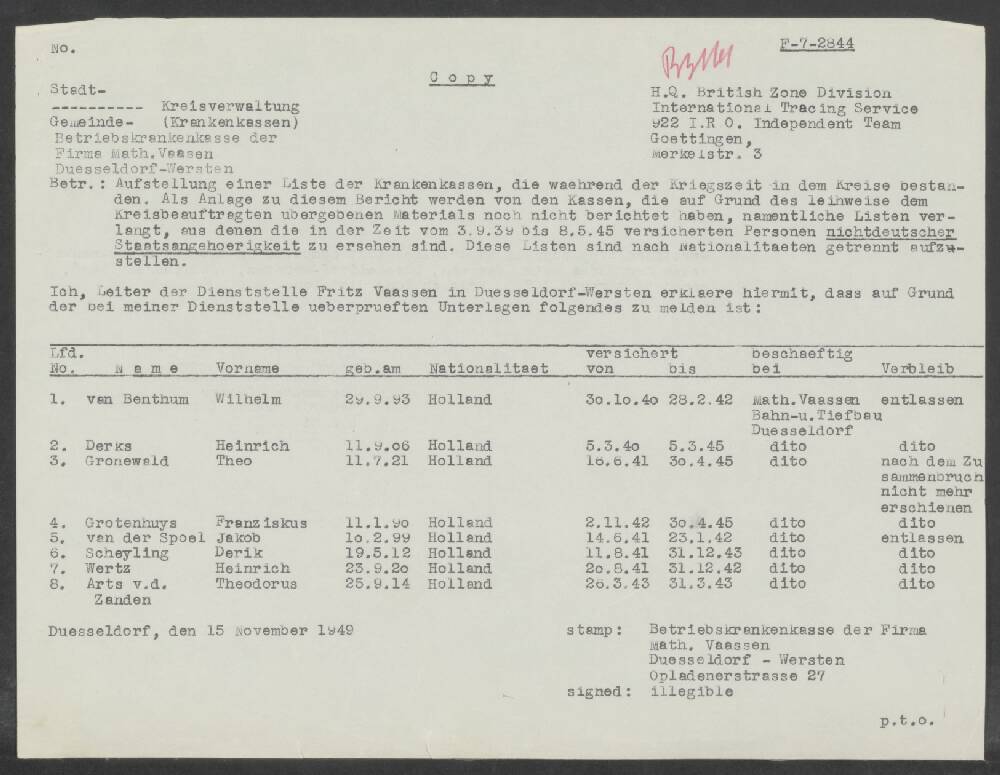 No.
F-7-2844
Copy
Stadt-
---------- Kreisverwaltung
Gemeinde- (Krankenkassen)
Betriebskrankenkasse der
Firma Math.Vaasen
Duesseldorf-Wersten
H.Q. British Zone Division
International Tracing Service
922 I.R O. Independent Team
Goettingen,
Merkelstr. 3
Betr.: Aufstellung einer Liste der Krankenkassen, die waehrend der Kriegszeit in dem Kreise bestan-
den. Als Anlage zu diesem Bericht werden von den Kassen, die auf Grund des leihweise dem
Kreisbeauftragten ubergebenen Materials noch nicht berichtet haben, namentliche Listen ver-
langt, aus denen die in der Zeit vom 3.9.39 bis 8.5.45 versicherten Personen nichtdeutscher
Staatsangehoerigkeit zu ersehen sind. Diese Listen sind nach Nationalitaeten getrennt aufzu-
stellen.
Ich, Leiter der Dienststelle Fritz Vaassen in Duesseldorf-Wersten erklaere hiermit, dass auf Grund
der bei meiner Dienststelle ueberprueften Unterlagen folgendes zu melden ist:
Lfd. versichert beschaeftig
No. Name Vorname geb.am Nationalitaet von bis bei Verbleib
1. van Benthum Wilhelm 29.9.93 Holland 30.10.40 28.2.42 Math.Vaassen entlassen
Bahn-u.Tiefbau
Duesseldorf
2. Derks Heinrich 11.9.06 Holland 5.3.40 5.3.45 dito dito
3. Gronewald Theo 11.7.21 Holland 16.6.41 30.4.45 dito nach dem Zu
sammenbruch
nicht mehr
erschienen
4. Grotenhuys Franziskus 11.1.90 Holland 2.11.42 30.4.45 dito dito
5. van der Spoel Jakob 10.2.99 Holland 14.6.41 23.1.42 dito entlassen
6. Scheyling Derik 19.5.12 Holland 11.8.41 31.12.43 dito dito
7. Wertz Heinrich 23.9.20 Holland 20.8.41 31.12.42 dito dito
8. Arts v.d. Theodorus 25.9.14 Holland 26.3.43 31.3.43 dito dito
Zanden
Duesseldorf, den 15 November 1949
stamp: Betriebskrankenkasse der Firma
Math. Vaassen
Duesseldorf - Wersten
Opladenerstrasse 27
signed: illegible
p.t.o.